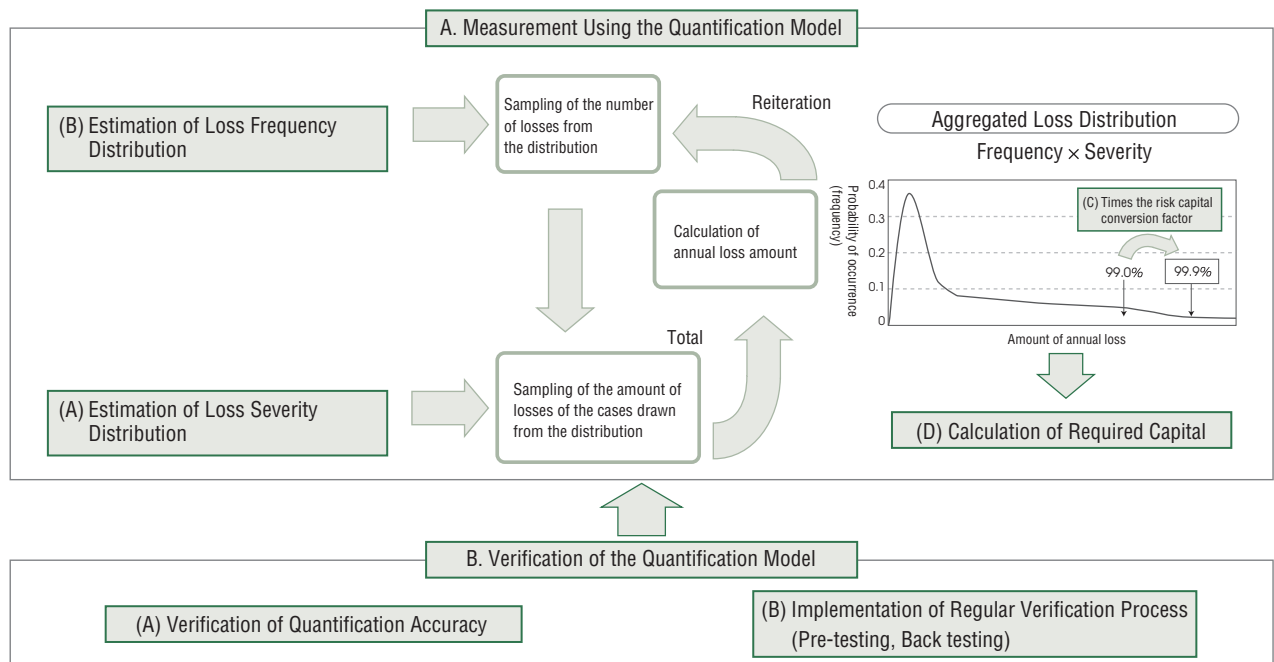 A. Measurement Using the Quantification Model
(B) Estimation of Loss Frequency
Distribution
Sampling of the number
of losses from
the distribution
Reiteration
Calculation of
annual loss amount
Total
(A) Estimation of Loss Severity
Distribution
Sampling of the amount of
losses of the cases drawn
from the distribution
Aggregated Loss Distribution
Frequency × Severity
Probability of occurrence
(frequency)
0.4
0.3
0.2
0.1
0
(C) Times the risk capital
conversion factor
99.0%
99.9%
Amount of annual loss
(D) Calculation of Required Capital
B. Verification of the Quantification Model
(A) Verification of Quantification Accuracy
(B) Implementation of Regular Verification Process
(Pre-testing, Back testing)